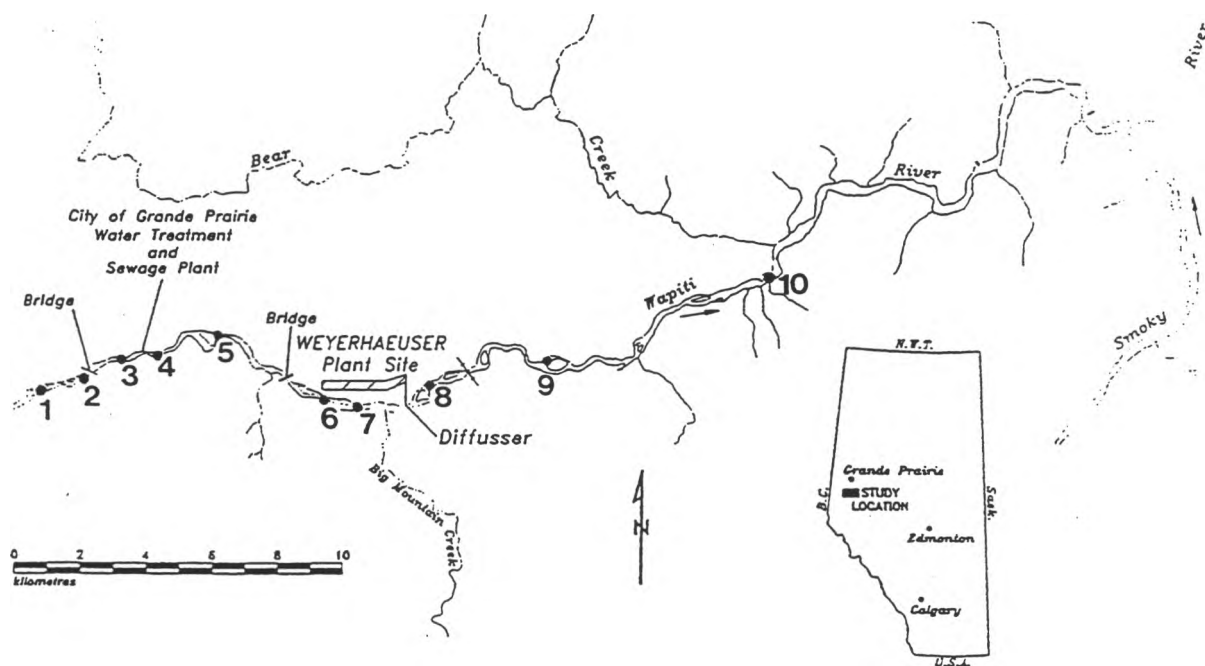 River
Bear
Creek
River
City of Grande Prairie
Water Treatment
and
Sewage Plant
Bridge
Bridge
WEYERHAEUSER
Plant Site
Wapiti
Smoky
1
2
3
4
5
6
7
8
9
10
Diffusser
Big Mountain Creek
N
0 2 4 6 8 10
kilometres
N.W.T.
Grande Prairie
STUDY
LOCATION
B.C.
Sask.
Edmonton
Calgary
U.S.A.